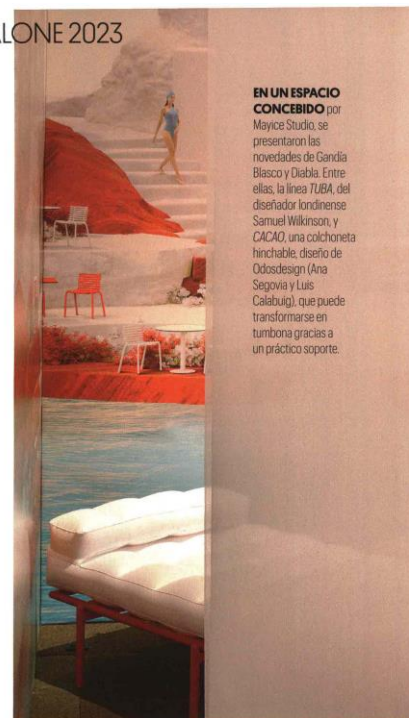 ALONE 2023
EN UN ESPACIO
CONCEBIDO por
Mayice Studio, se
presentaron las
novedades de Gandía
Blasco y Diabla. Entre
ellas, la línea TUBA, del
diseñador londinense
Samuel Wilkinson, y
CACAO, una colchoneta
hinchable, diseño de
Odosdesign (Ana
Segovia y Luis
Calabuig), que puede
transformarse en
tumbona gracias a
un práctico soporte.